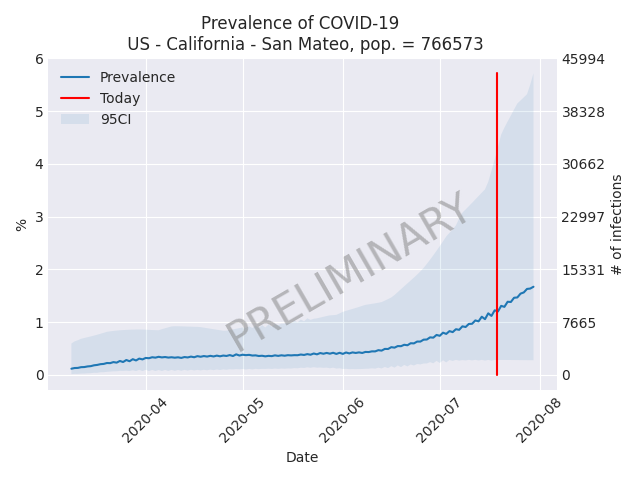 Prevalence of COVID-19
US - California - San Mateo, pop. = 766573
Prevalence
Today
95CI
6
5
4
3
2
1
0
%
45994
38328
30662
22997
15331
7665
0
# of infections
PRELIMINARY
2020-04
2020-05
2020-06
2020-07
2020-08
Date